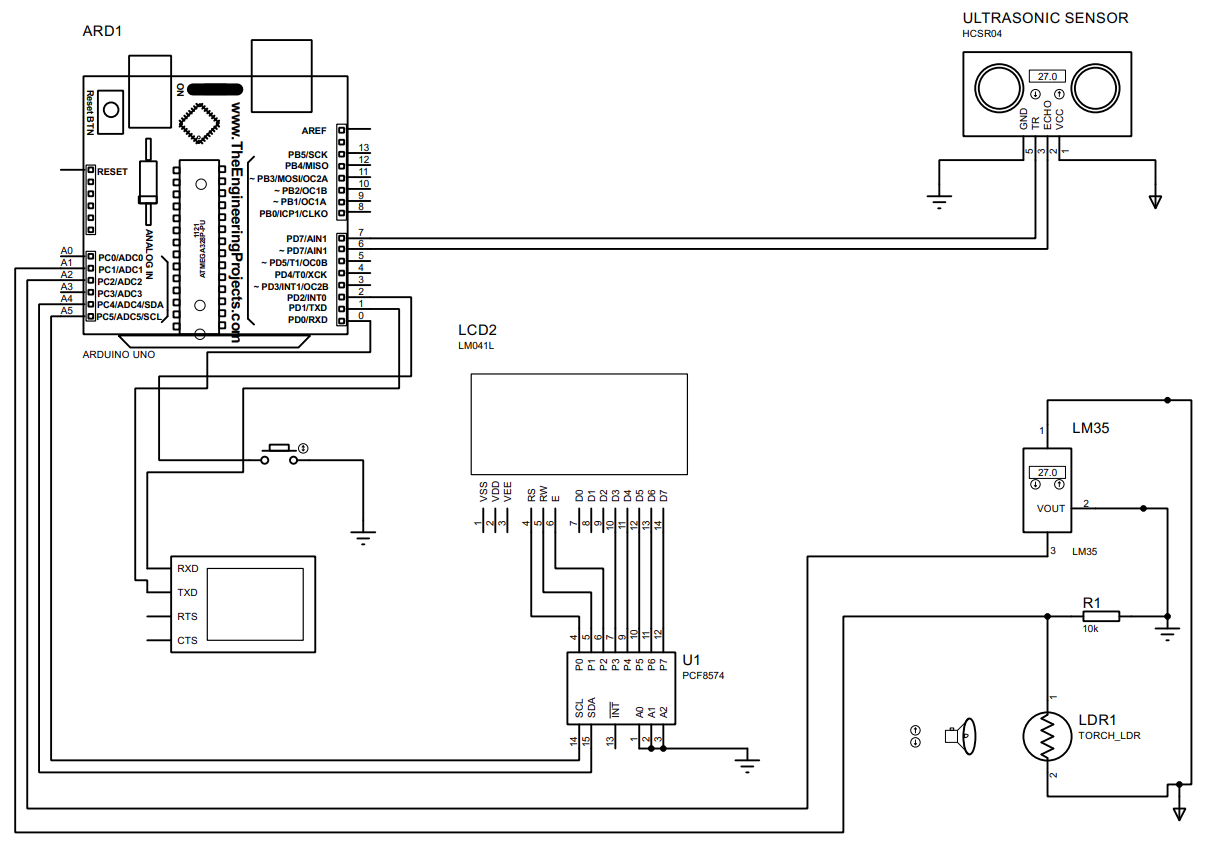 ARD1
ULTRASONIC SENSOR
HCSR04
27.0
GND
TR
ECHO
VCC
5
3
2
1
ON
Reset BTN
www.TheEngineeringProjects.com
ANALOG IN
1121
ATMEGA328P-PU
RESET
AREF
PB5/SCK 13
PB4/MISO 12
~ PB3/MOSI/OC2A 11
~ PB2/OC1B 10
~ PB1/OC1A 9
PB0/ICP1/CLKO 8
PD7/AIN1 7
~ PD7/AIN1 6
~ PD5/T1/OC0B 5
PD4/T0/XCK 4
~ PD3/INT1/OC2B 3
PD2/INT0 2
PD1/TXD 1
PD0/RXD 0
A0 PC0/ADC0
A1 PC1/ADC1
A2 PC2/ADC2
A3 PC3/ADC3
A4 PC4/ADC4/SDA
A5 PC5/ADC5/SCL
ARDUINO UNO
LCD2
LM041L
VSS VDD VEE RS RW E D0 D1 D2 D3 D4 D5 D6 D7
1 2 3 4 5 6 7 8 9 10 11 12 13 14
RXD
TXD
RTS
CTS
4 5 6 7 9 10 11 12
P0 P1 P2 P3 P4 P5 P6 P7
U1
PCF8574
SCL SDA INT A0 A1 A2
14 15 13 1 2 3
1
LM35
27.0
VOUT 2
3
LM35
R1
10k
1
LDR1
TORCH_LDR
2